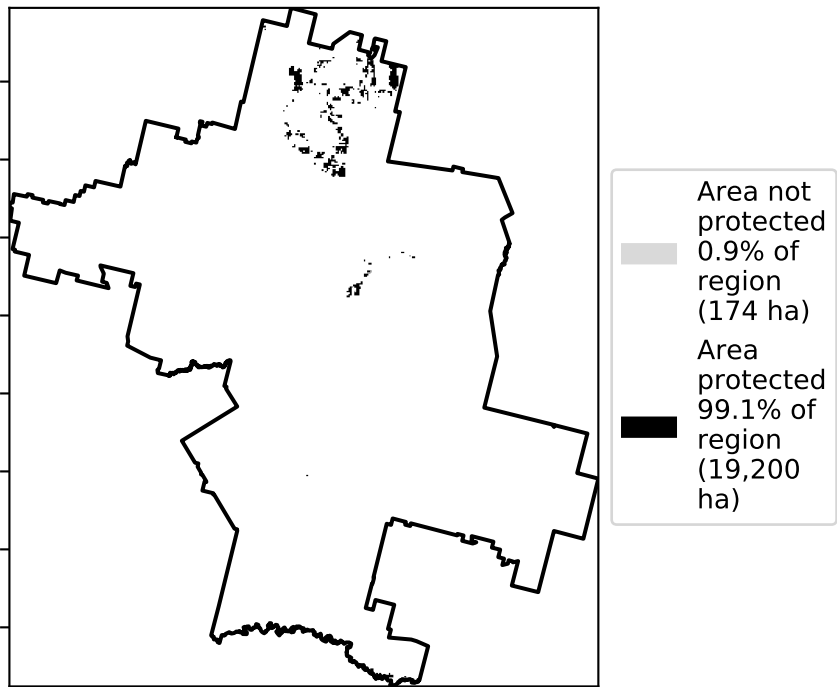 Area not
protected
0.9% of
region
(174 ha)
Area
protected
99.1% of
region
(19,200
ha)